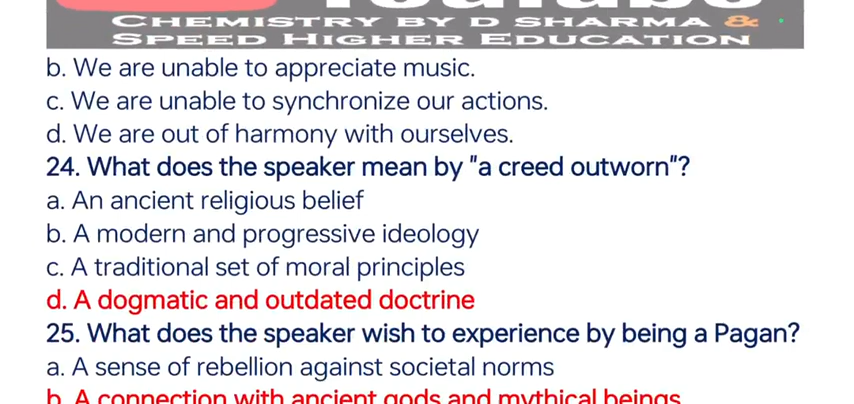 YouTube
CHEMISTRY BY D SHARMA &
SPEED HIGHER EDUCATION
b. We are unable to appreciate music.
c. We are unable to synchronize our actions.
d. We are out of harmony with ourselves.
24. What does the speaker mean by "a creed outworn"?
a. An ancient religious belief
b. A modern and progressive ideology
c. A traditional set of moral principles
d. A dogmatic and outdated doctrine
25. What does the speaker wish to experience by being a Pagan?
a. A sense of rebellion against societal norms
b. A connection with ancient gods and mythical beings